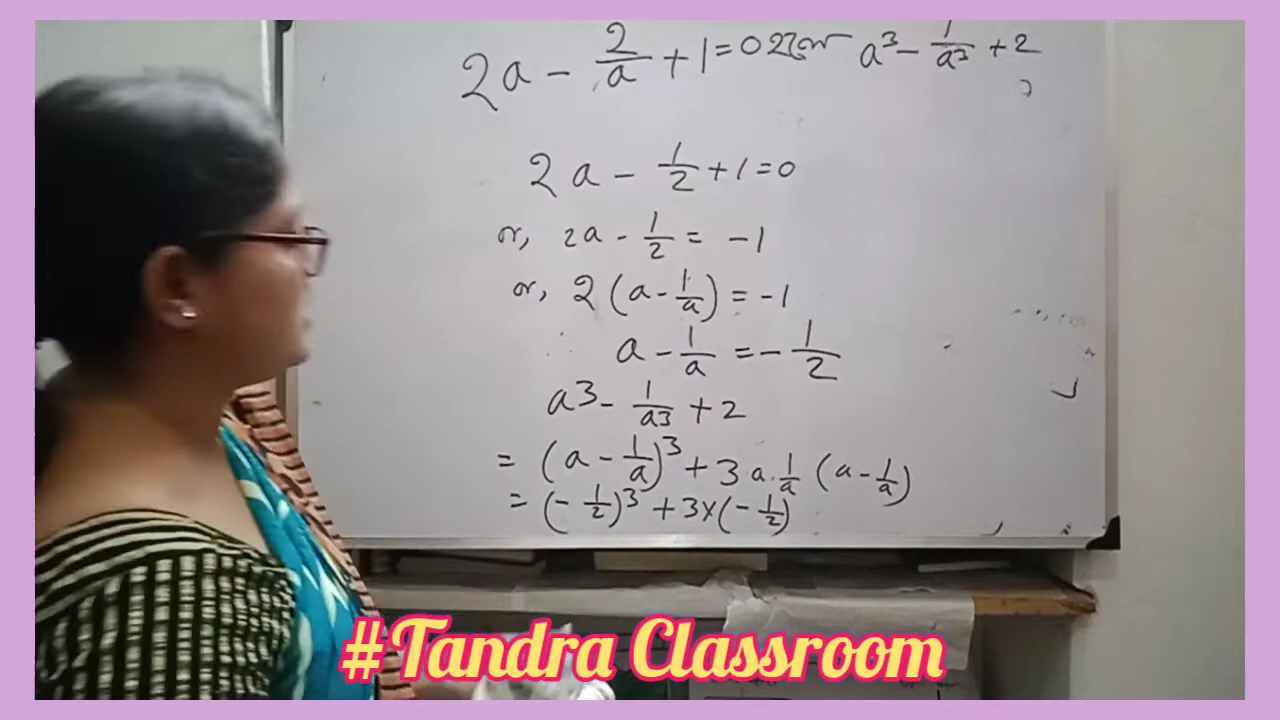 2a - 2/a + 1 = 0 হলে a³ - 1/a³ + 2
?
2a - 1/2 + 1 = 0
or, 2a - 1/2 = -1
or, 2(a - 1/a) = -1
∴ a - 1/a = - 1/2
a³ - 1/a³ + 2
= (a - 1/a)³ + 3 a · 1/a (a - 1/a)
= (- 1/2)³ + 3×(- 1/2)
#Tandra Classroom